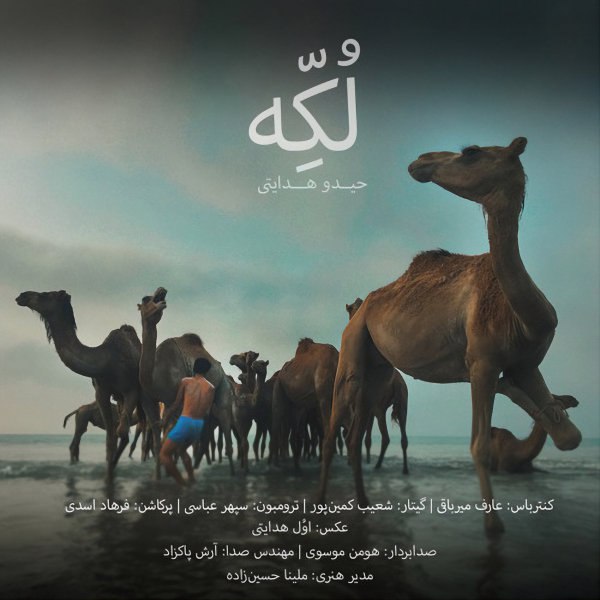 لُکِّه
حیدو هدایتی
کنترباس: عارف میرباقی | گیتار: شعیب کمین‌پور | ترومبون: سپهر عباسی | پرکاشن: فرهاد اسدی
عکس: اوُل هدایتی
صدابردار: هومن موسوی | مهندس صدا: آرش پاکزاد
مدیر هنری: ملینا حسین‌زاده